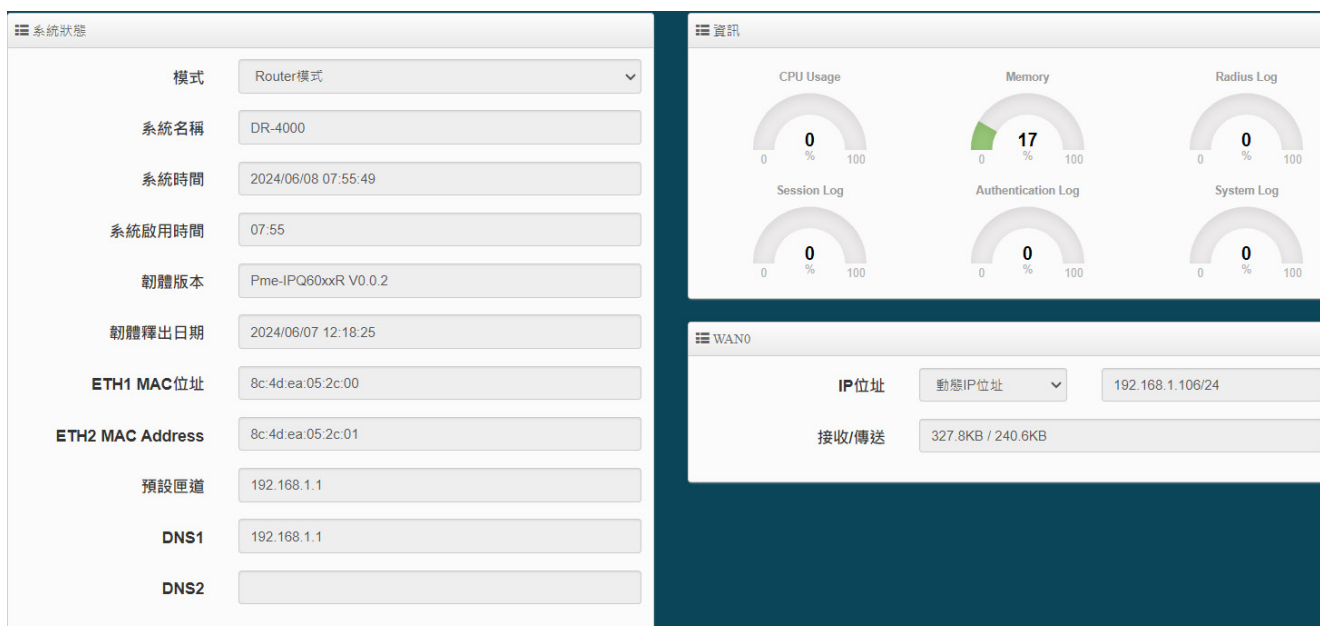 系統狀態
模式 Router模式
系統名稱 DR-4000
系統時間 2024/06/08 07:55:49
系統啟用時間 07:55
韌體版本 Pme-IPQ60xxR V0.0.2
韌體釋出日期 2024/06/07 12:18:25
ETH1 MAC位址 8c:4d:ea:05:2c:00
ETH2 MAC Address 8c:4d:ea:05:2c:01
預設匣道 192.168.1.1
DNS1 192.168.1.1
DNS2
資訊
CPU Usage Memory Radius Log
0 17 0
% % %
0 100 0 100 0 100
Session Log Authentication Log System Log
0 0 0
% % %
0 100 0 100 0 100
WAN0
IP位址 動態IP位址 192.168.1.106/24
接收/傳送 327.8KB / 240.6KB